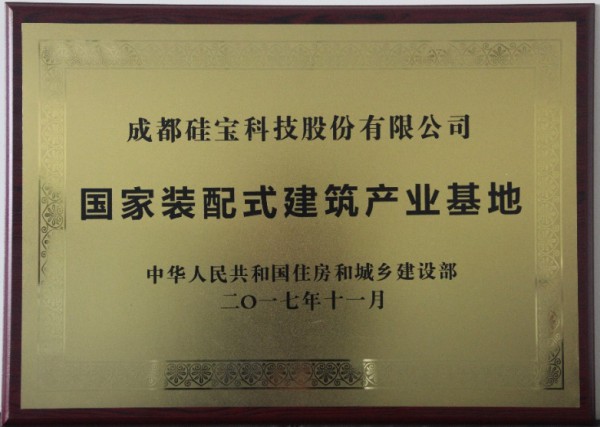 成都硅宝科技股份有限公司
国家装配式建筑产业基地
中华人民共和国住房和城乡建设部
二〇一七年十一月